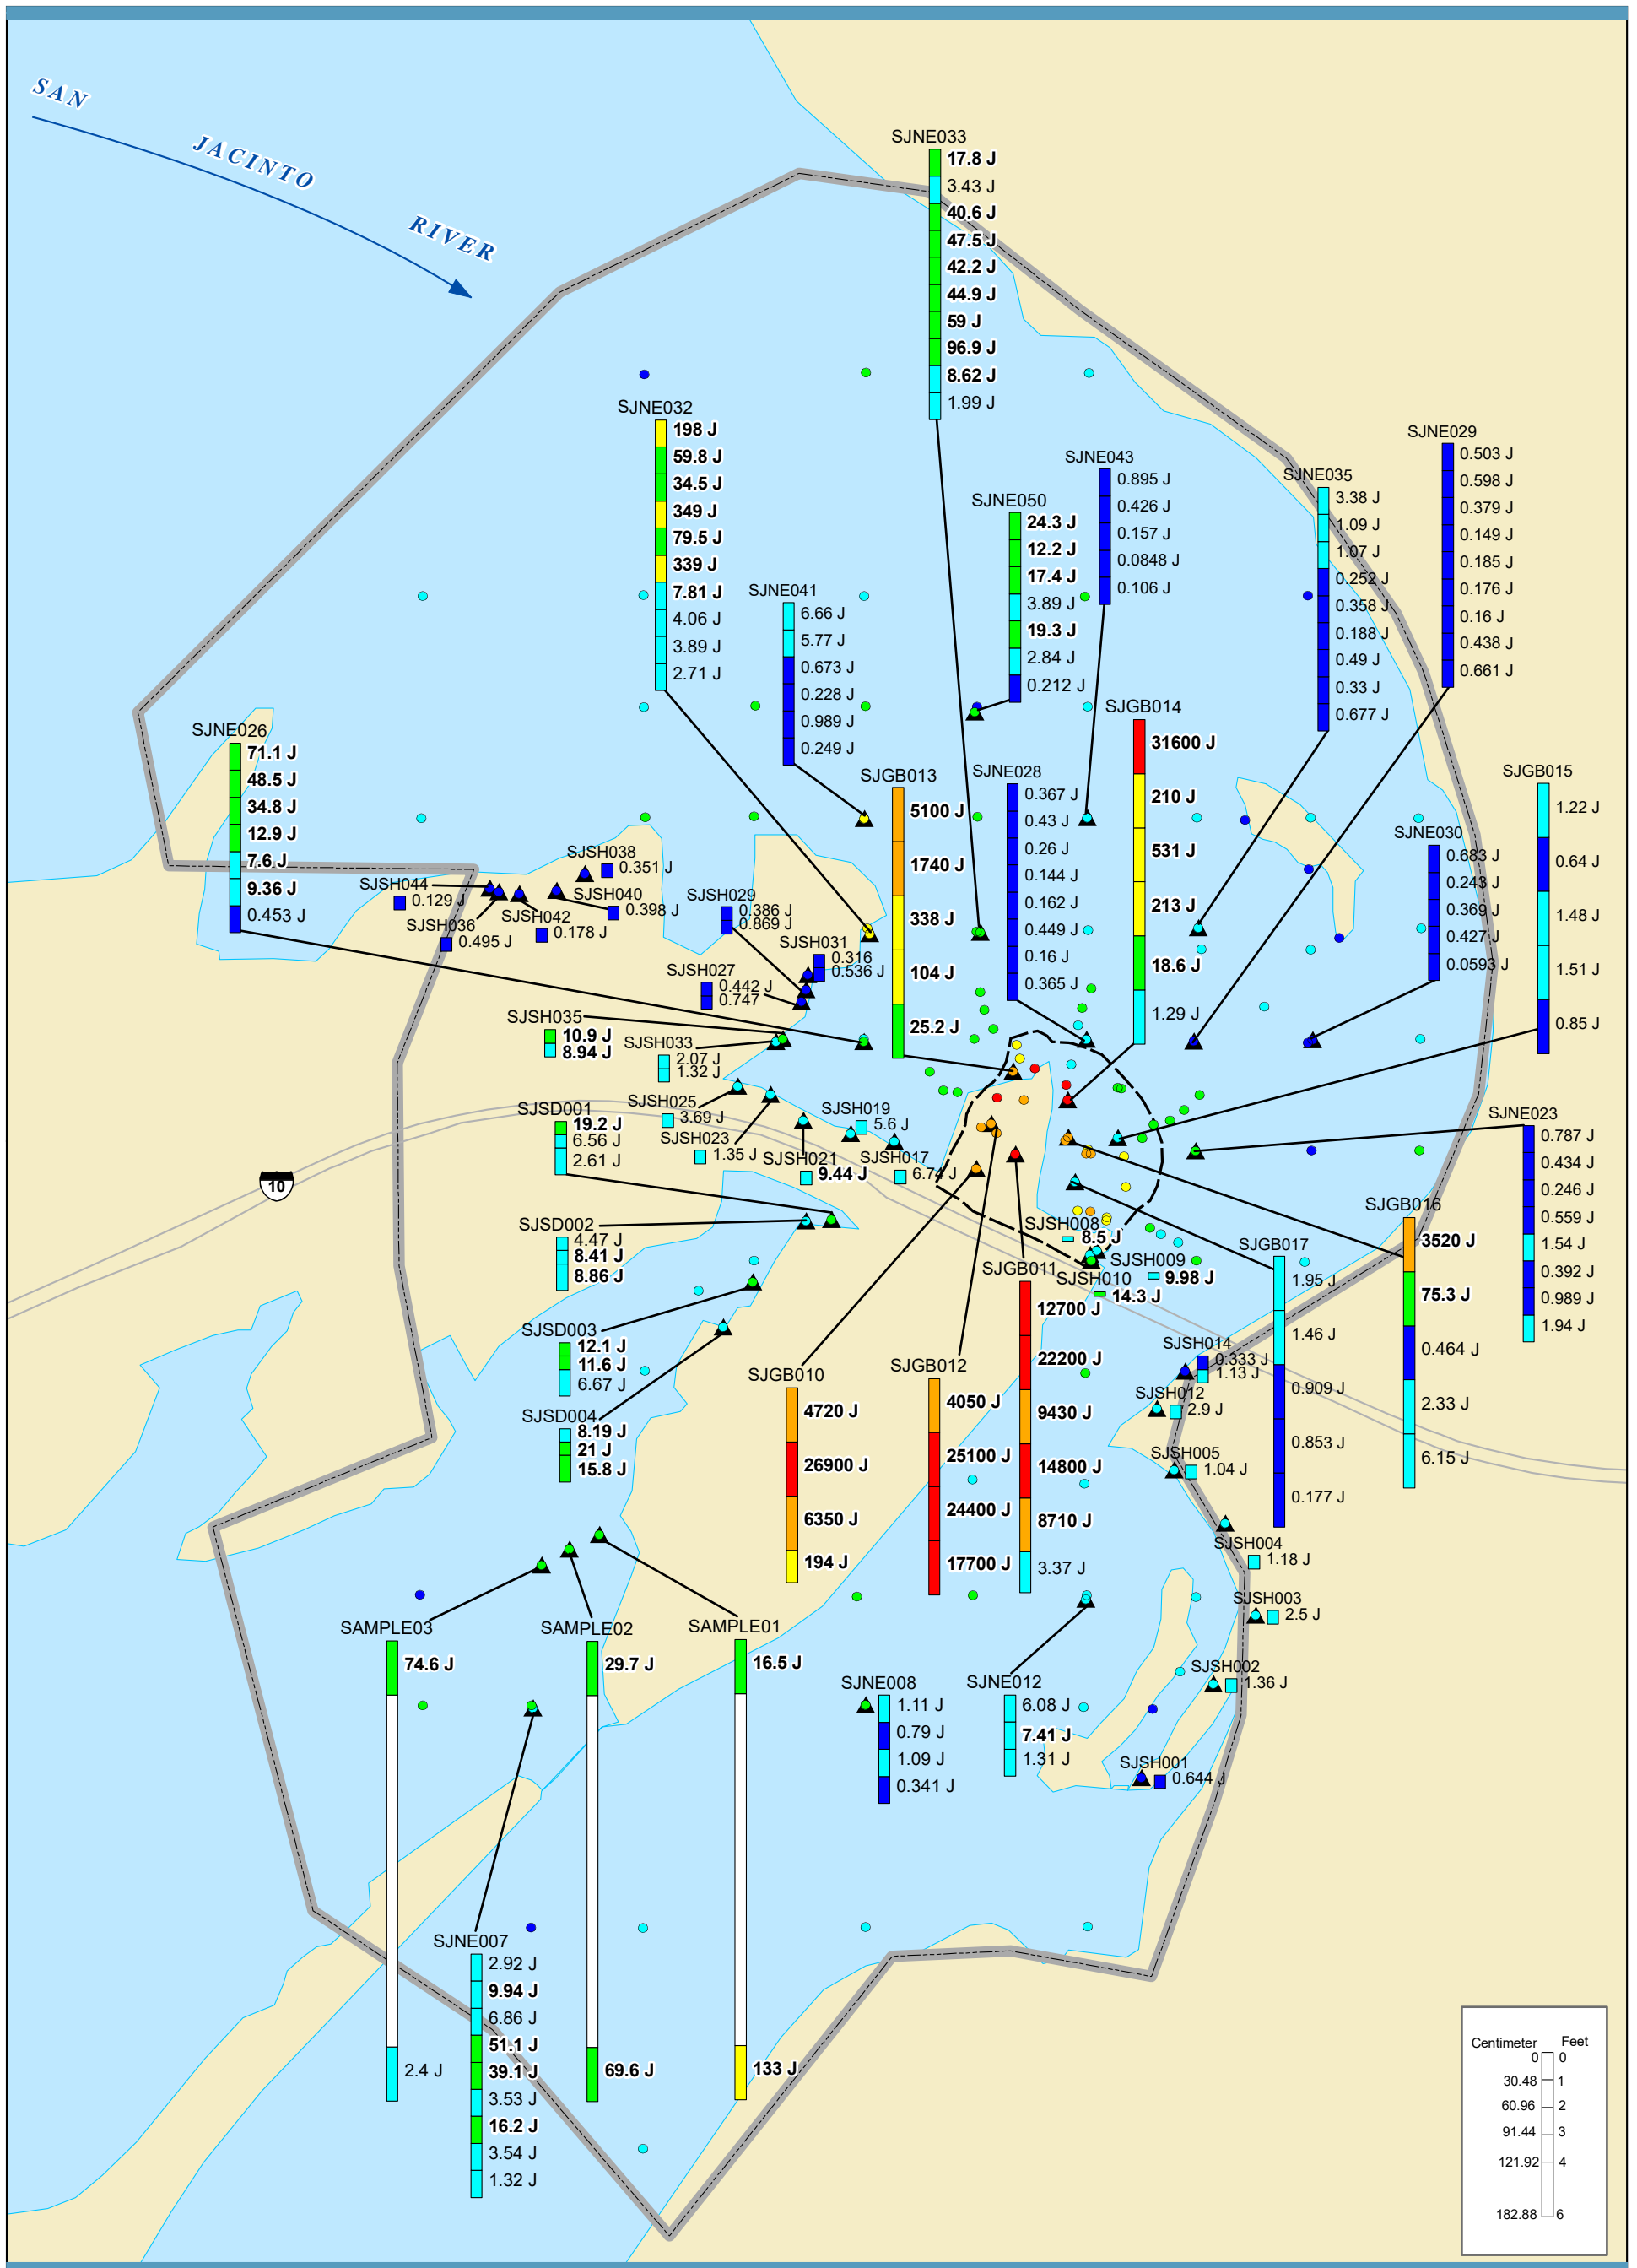 SAN
JACINTO
RIVER
SJNE033
17.8 J
3.43 J
40.6 J
47.5 J
42.2 J
44.9 J
59 J
96.9 J
8.62 J
1.99 J
SJNE032
198 J
59.8 J
34.5 J
349 J
79.5 J
339 J
7.81 J
4.06 J
3.89 J
2.71 J
SJNE041
6.66 J
5.77 J
0.673 J
0.228 J
0.989 J
0.249 J
SJNE050
24.3 J
12.2 J
17.4 J
3.89 J
19.3 J
2.84 J
0.212 J
SJNE043
0.895 J
0.426 J
0.157 J
0.0848 J
0.106 J
SJNE035
3.38 J
1.09 J
1.07 J
0.252 J
0.358 J
0.188 J
0.49 J
0.33 J
0.677 J
SJNE029
0.503 J
0.598 J
0.379 J
0.149 J
0.185 J
0.176 J
0.16 J
0.438 J
0.661 J
SJNE026
71.1 J
48.5 J
34.8 J
12.9 J
7.6 J
9.36 J
0.453 J
SJGB013
5100 J
1740 J
338 J
104 J
25.2 J
SJNE028
0.367 J
0.43 J
0.26 J
0.144 J
0.162 J
0.449 J
0.16 J
0.365 J
SJGB014
31600 J
210 J
531 J
213 J
18.6 J
1.29 J
SJGB015
1.22 J
0.64 J
1.48 J
1.51 J
0.85 J
SJNE030
0.683 J
0.243 J
0.369 J
0.427 J
0.0593 J
SJSH038
0.351 J
SJSH044
0.129 J
SJSH036
0.495 J
SJSH042
0.178 J
SJSH040
0.398 J
SJSH029
0.386 J
0.869 J
SJSH031
0.316
0.536 J
SJSH027
0.442 J
0.747
SJSH035
10.9 J
8.94 J
SJSH033
2.07 J
1.32 J
SJSH025
3.69 J
SJSH023
1.35 J
SJSH021
9.44 J
SJSH019
5.6 J
SJSH017
6.74 J
SJSD001
19.2 J
6.56 J
2.61 J
10
SJSD002
4.47 J
8.41 J
8.86 J
SJSD003
12.1 J
11.6 J
6.67 J
SJSD004
8.19 J
21 J
15.8 J
SJNE023
0.787 J
0.434 J
0.246 J
0.559 J
1.54 J
0.392 J
0.989 J
1.94 J
SJGB016
3520 J
75.3 J
0.464 J
2.33 J
6.15 J
SJSH008
8.5 J
SJSH009
9.98 J
SJSH010
14.3 J
SJGB017
1.95 J
1.46 J
0.909 J
0.853 J
0.177 J
SJGB011
12700 J
22200 J
9430 J
14800 J
8710 J
3.37 J
SJGB010
4720 J
26900 J
6350 J
194 J
SJGB012
4050 J
25100 J
24400 J
17700 J
SJSH014
0.333 J
1.13 J
SJSH012
2.9 J
SJSH005
1.04 J
SJSH004
1.18 J
SJSH003
2.5 J
SJSH002
1.36 J
SJSH001
0.644 J
SAMPLE03
74.6 J
2.4 J
SAMPLE02
29.7 J
69.6 J
SAMPLE01
16.5 J
133 J
SJNE008
1.11 J
0.79 J
1.09 J
0.341 J
SJNE012
6.08 J
7.41 J
1.31 J
SJNE007
2.92 J
9.94 J
6.86 J
51.1 J
39.1 J
3.53 J
16.2 J
3.54 J
1.32 J
Centimeter Feet
0 0
30.48 1
60.96 2
91.44 3
121.92 4
182.88 6